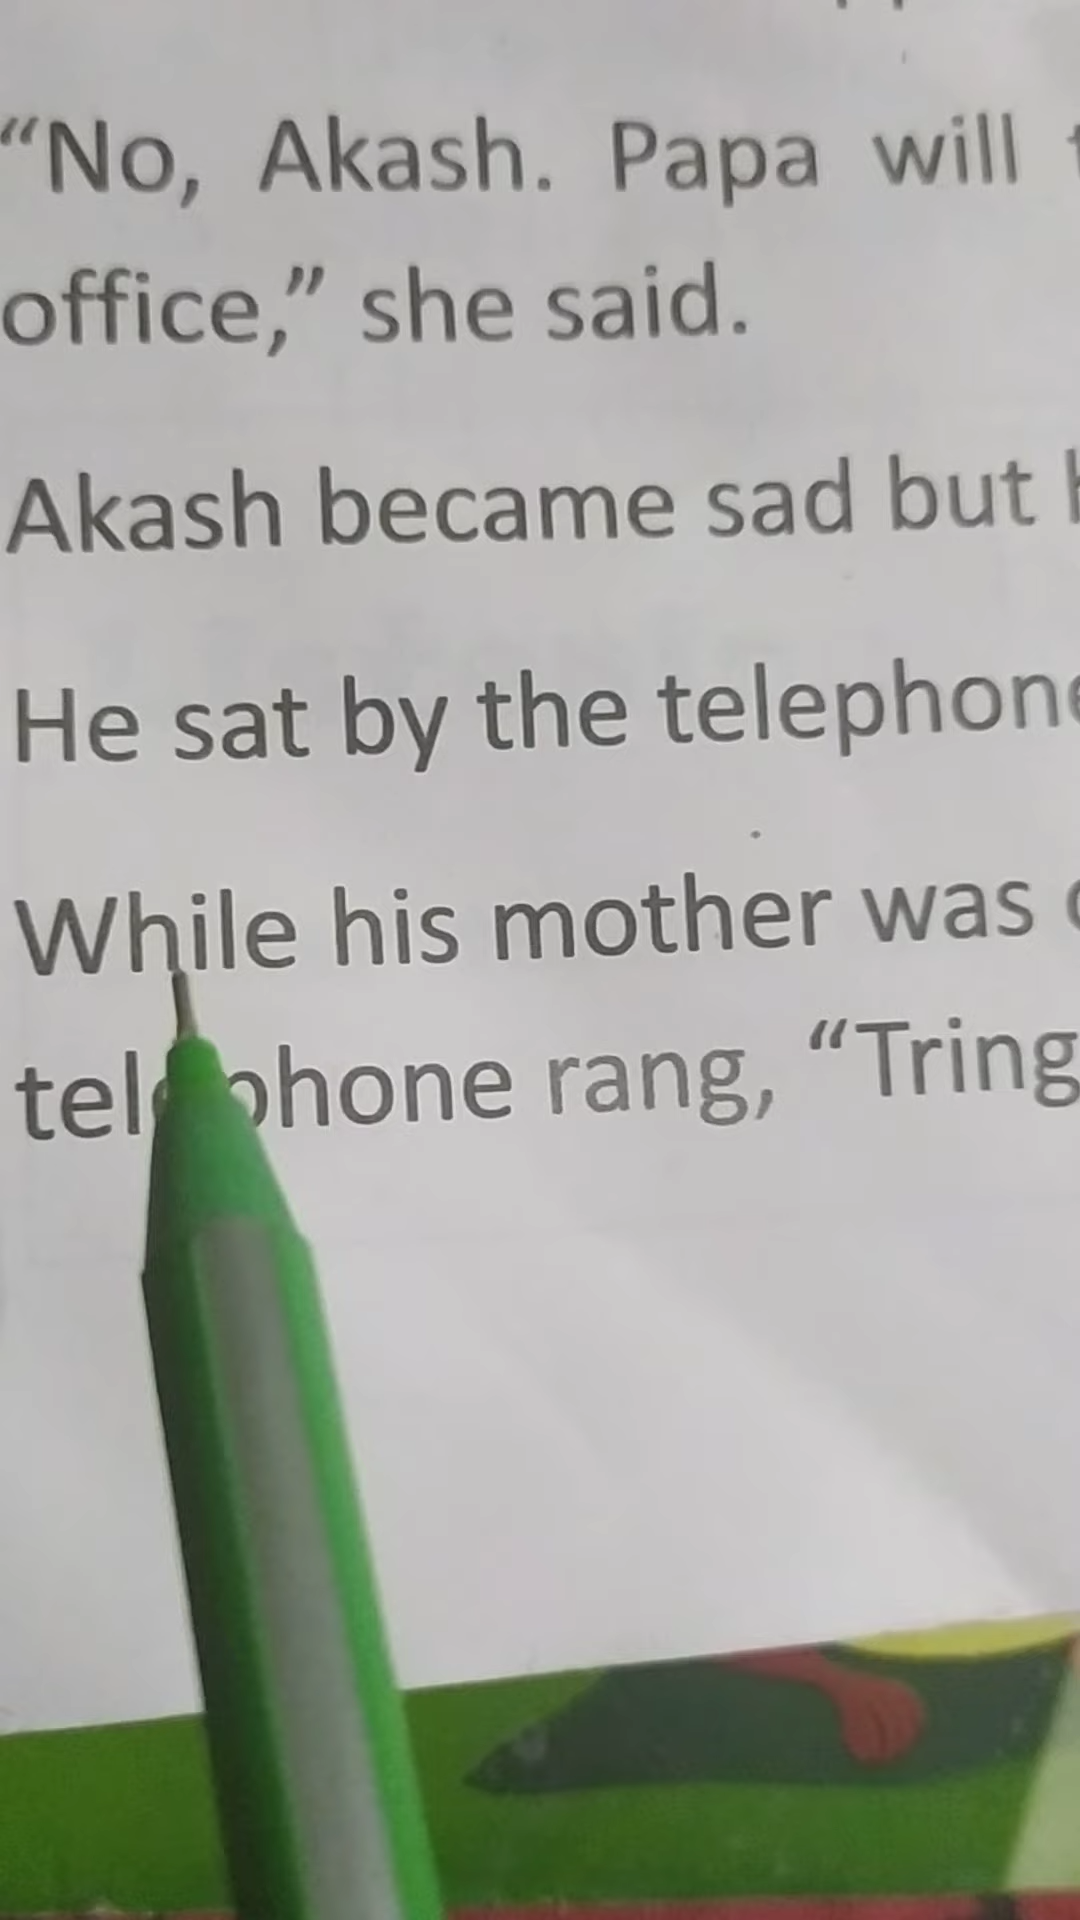 “No, Akash. Papa will
office,” she said.
Akash became sad but
He sat by the telephone
While his mother was
telephone rang, “Tring